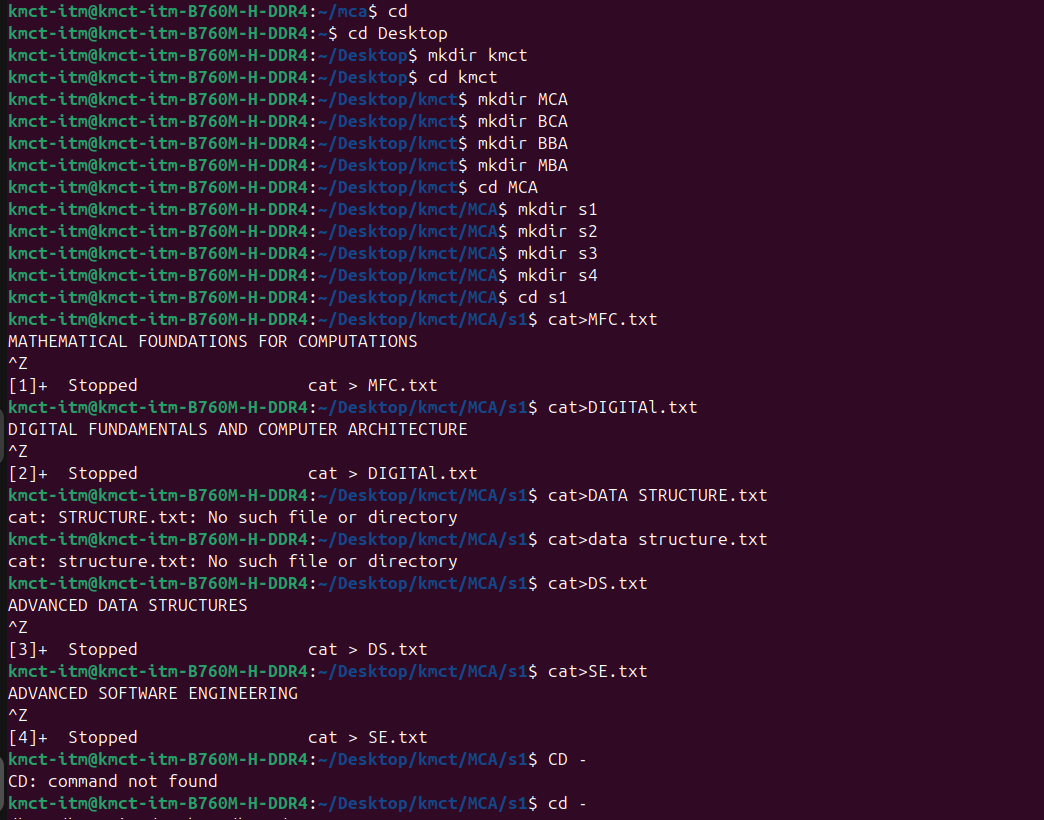 kmct-itm@kmct-itm-B760M-H-DDR4:~/mca$ cd
kmct-itm@kmct-itm-B760M-H-DDR4:~$ cd Desktop
kmct-itm@kmct-itm-B760M-H-DDR4:~/Desktop$ mkdir kmct
kmct-itm@kmct-itm-B760M-H-DDR4:~/Desktop$ cd kmct
kmct-itm@kmct-itm-B760M-H-DDR4:~/Desktop/kmct$ mkdir MCA
kmct-itm@kmct-itm-B760M-H-DDR4:~/Desktop/kmct$ mkdir BCA
kmct-itm@kmct-itm-B760M-H-DDR4:~/Desktop/kmct$ mkdir BBA
kmct-itm@kmct-itm-B760M-H-DDR4:~/Desktop/kmct$ mkdir MBA
kmct-itm@kmct-itm-B760M-H-DDR4:~/Desktop/kmct$ cd MCA
kmct-itm@kmct-itm-B760M-H-DDR4:~/Desktop/kmct/MCA$ mkdir s1
kmct-itm@kmct-itm-B760M-H-DDR4:~/Desktop/kmct/MCA$ mkdir s2
kmct-itm@kmct-itm-B760M-H-DDR4:~/Desktop/kmct/MCA$ mkdir s3
kmct-itm@kmct-itm-B760M-H-DDR4:~/Desktop/kmct/MCA$ mkdir s4
kmct-itm@kmct-itm-B760M-H-DDR4:~/Desktop/kmct/MCA$ cd s1
kmct-itm@kmct-itm-B760M-H-DDR4:~/Desktop/kmct/MCA/s1$ cat>MFC.txt
MATHEMATICAL FOUNDATIONS FOR COMPUTATIONS
^Z
[1]+  Stopped                 cat > MFC.txt
kmct-itm@kmct-itm-B760M-H-DDR4:~/Desktop/kmct/MCA/s1$ cat>DIGITAl.txt
DIGITAL FUNDAMENTALS AND COMPUTER ARCHITECTURE
^Z
[2]+  Stopped                 cat > DIGITAl.txt
kmct-itm@kmct-itm-B760M-H-DDR4:~/Desktop/kmct/MCA/s1$ cat>DATA STRUCTURE.txt
cat: STRUCTURE.txt: No such file or directory
kmct-itm@kmct-itm-B760M-H-DDR4:~/Desktop/kmct/MCA/s1$ cat>data structure.txt
cat: structure.txt: No such file or directory
kmct-itm@kmct-itm-B760M-H-DDR4:~/Desktop/kmct/MCA/s1$ cat>DS.txt
ADVANCED DATA STRUCTURES
^Z
[3]+  Stopped                 cat > DS.txt
kmct-itm@kmct-itm-B760M-H-DDR4:~/Desktop/kmct/MCA/s1$ cat>SE.txt
ADVANCED SOFTWARE ENGINEERING
^Z
[4]+  Stopped                 cat > SE.txt
kmct-itm@kmct-itm-B760M-H-DDR4:~/Desktop/kmct/MCA/s1$ CD -
CD: command not found
kmct-itm@kmct-itm-B760M-H-DDR4:~/Desktop/kmct/MCA/s1$ cd -